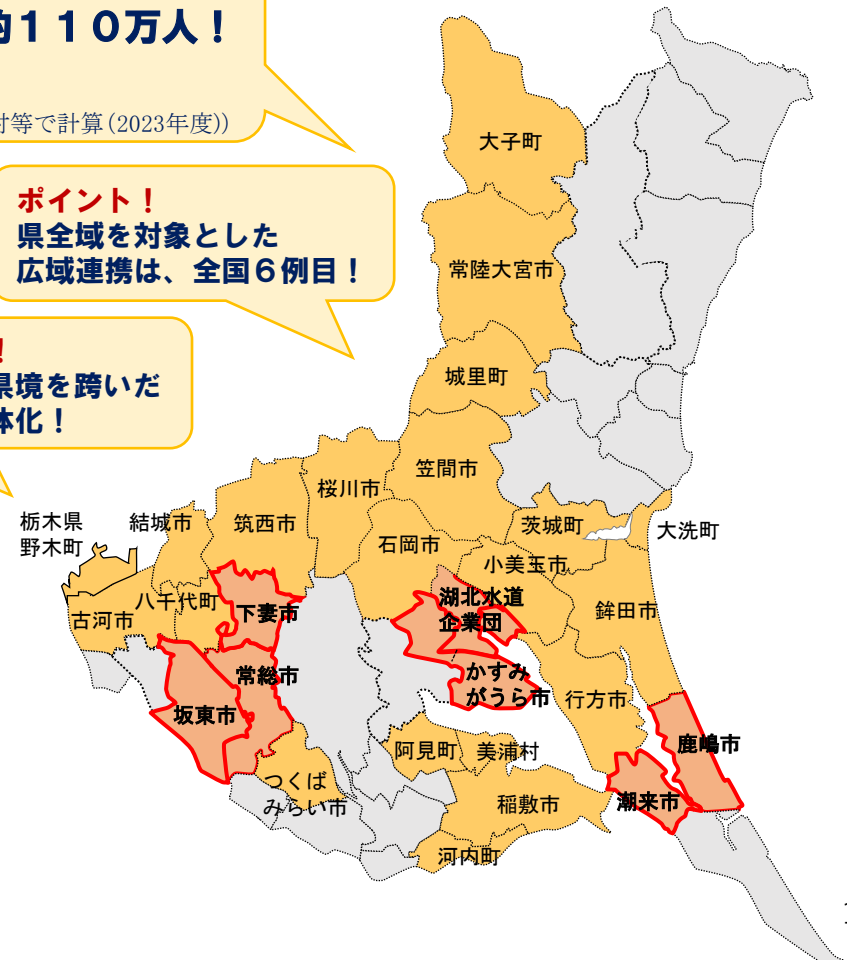 約１１０万人！
村等で計算(2023年度))
ポイント！
県全域を対象とした
広域連携は、全国６例目！
！
県境を跨いだ
体化！
大子町
常陸大宮市
城里町
笠間市
桜川市
筑西市
結城市
栃木県
野木町
茨城町
大洗町
石岡市
小美玉市
古河市
八千代町
下妻市
湖北水道
企業団
鉾田市
常総市
かすみ
がうら市
行方市
坂東市
鹿嶋市
阿見町
美浦村
つくば
みらい市
稲敷市
潮来市
河内町